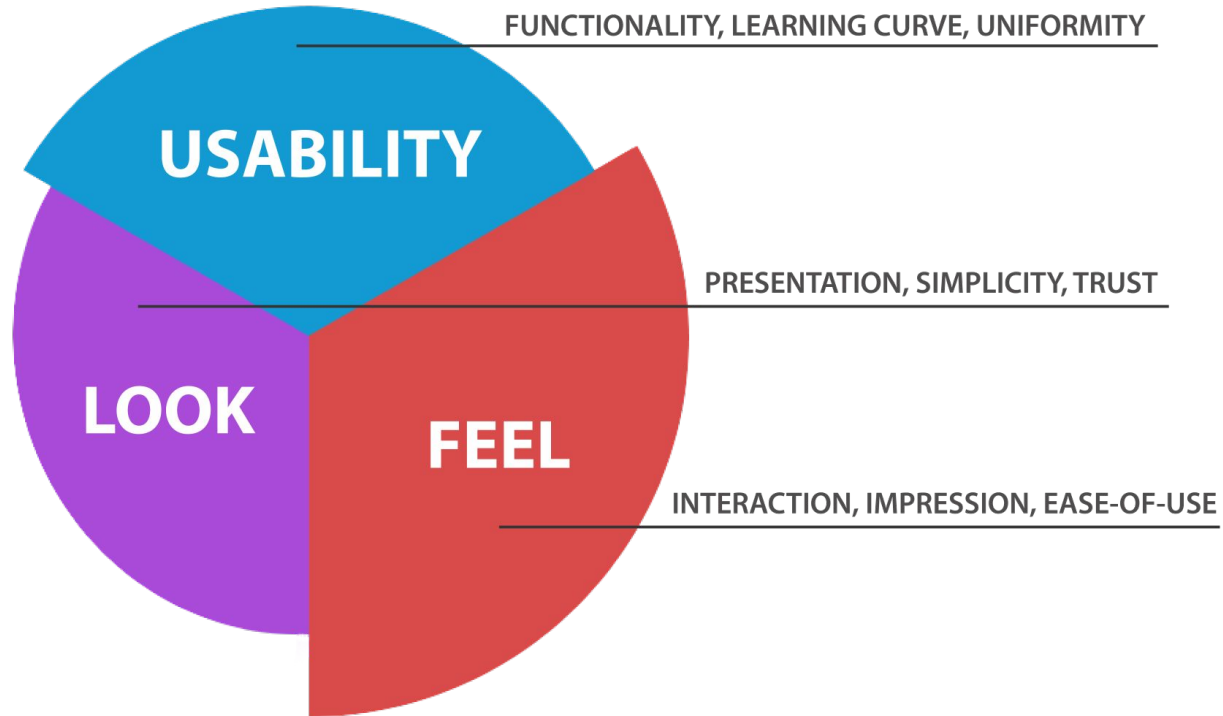 FUNCTIONALITY, LEARNING CURVE, UNIFORMITY
USABILITY
PRESENTATION, SIMPLICITY, TRUST
LOOK
FEEL
INTERACTION, IMPRESSION, EASE-OF-USE